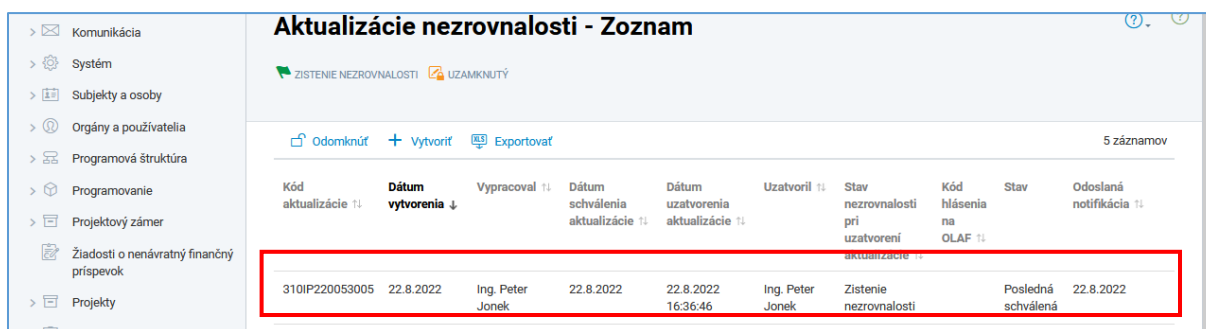 Komunikácia
Systém
Subjekty a osoby
Orgány a používatelia
Programová štruktúra
Programovanie
Projektový zámer
Žiadosti o nenávratný finančný
príspevok
Projekty
Aktualizácie nezrovnalosti - Zoznam
ZISTENIE NEZROVNALOSTI UZAMKNUTÝ
Odomknúť Vytvoriť XLS Exportovať 5 záznamov
Kód
aktualizácie
Dátum
vytvorenia
Vypracoval
Dátum
schválenia
aktualizácie
Dátum
uzatvorenia
aktualizácie
Uzatvoril
Stav
nezrovnalosti
pri
uzatvorení
aktualizácie
Kód
hlásenia
na
OLAF
Stav
Odoslaná
notifikácia
310IP220053005
22.8.2022
Ing. Peter
Jonek
22.8.2022
22.8.2022
16:36:46
Ing. Peter
Jonek
Zistenie
nezrovnalosti
Posledná
schválená
22.8.2022